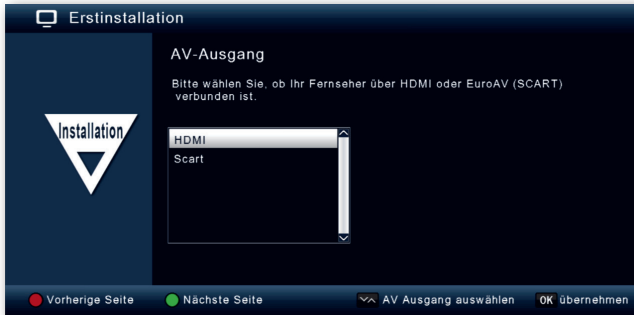 Erstinstallation
AV-Ausgang
Bitte wählen Sie, ob Ihr Fernseher über HDMI oder EuroAV (SCART)
verbunden ist.
Installation
HDMI
Scart
Vorherige Seite
Nächste Seite
AV Ausgang auswählen
OK übernehmen